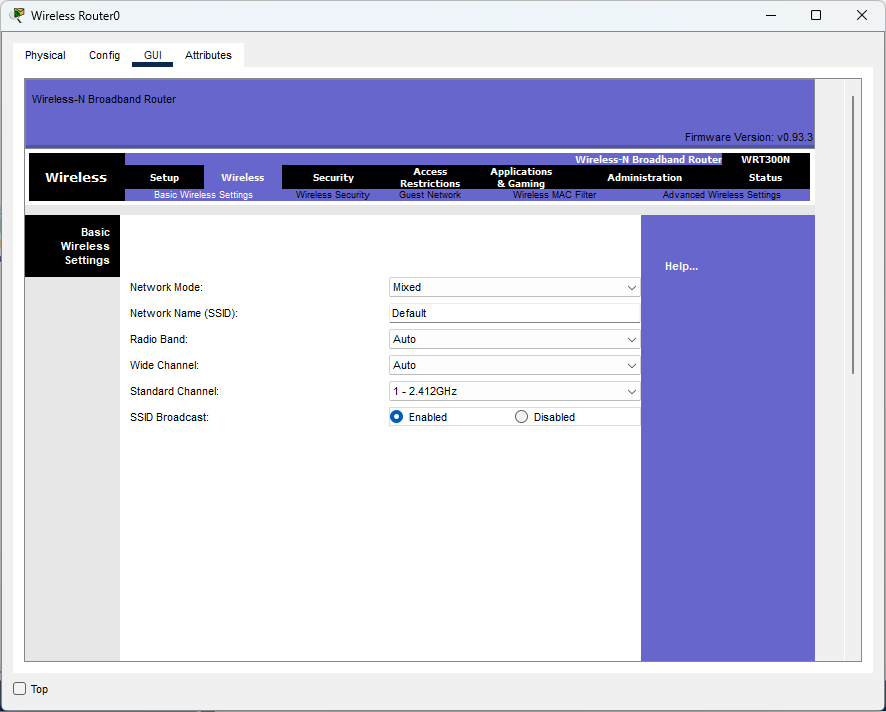 Wireless Router0
Physical Config GUI Attributes
Wireless-N Broadband Router
Firmware Version: v0.93.3
Wireless-N Broadband Router WRT300N
Wireless
Setup Wireless Security Access Restrictions Applications & Gaming Administration Status
Basic Wireless Settings Wireless Security Guest Network Wireless MAC Filter Advanced Wireless Settings
Basic
Wireless
Settings
Help...
Network Mode: Mixed
Network Name (SSID): Default
Radio Band: Auto
Wide Channel: Auto
Standard Channel: 1 - 2.412GHz
SSID Broadcast: Enabled Disabled
Top